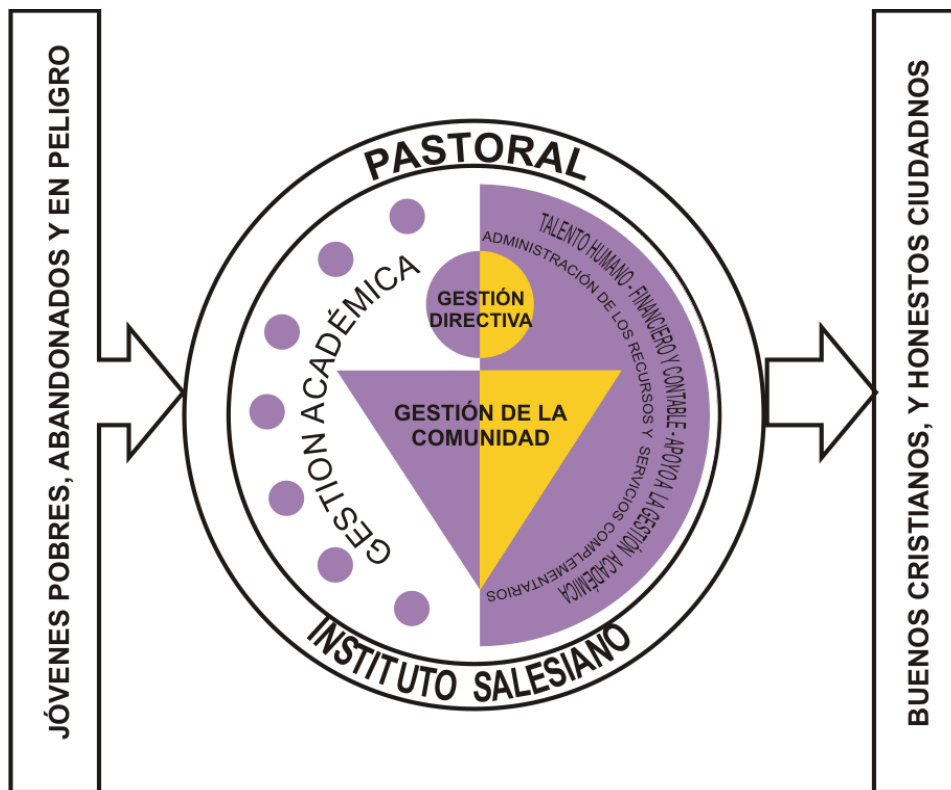 JÓVENES POBRES, ABANDONADOS Y EN PELIGRO
PASTORAL
GESTION ACADÉMICA
GESTIÓN
DIRECTIVA
GESTIÓN DE LA
COMUNIDAD
TALENTO HUMANO - FINANCIERO Y CONTABLE - APOYO A LA GESTIÓN ACADÉMICA
ADMINISTRACIÓN DE LOS RECURSOS Y SERVICIOS COMPLEMENTARIOS
INSTITUTO SALESIANO
BUENOS CRISTIANOS, Y HONESTOS CIUDADNOS